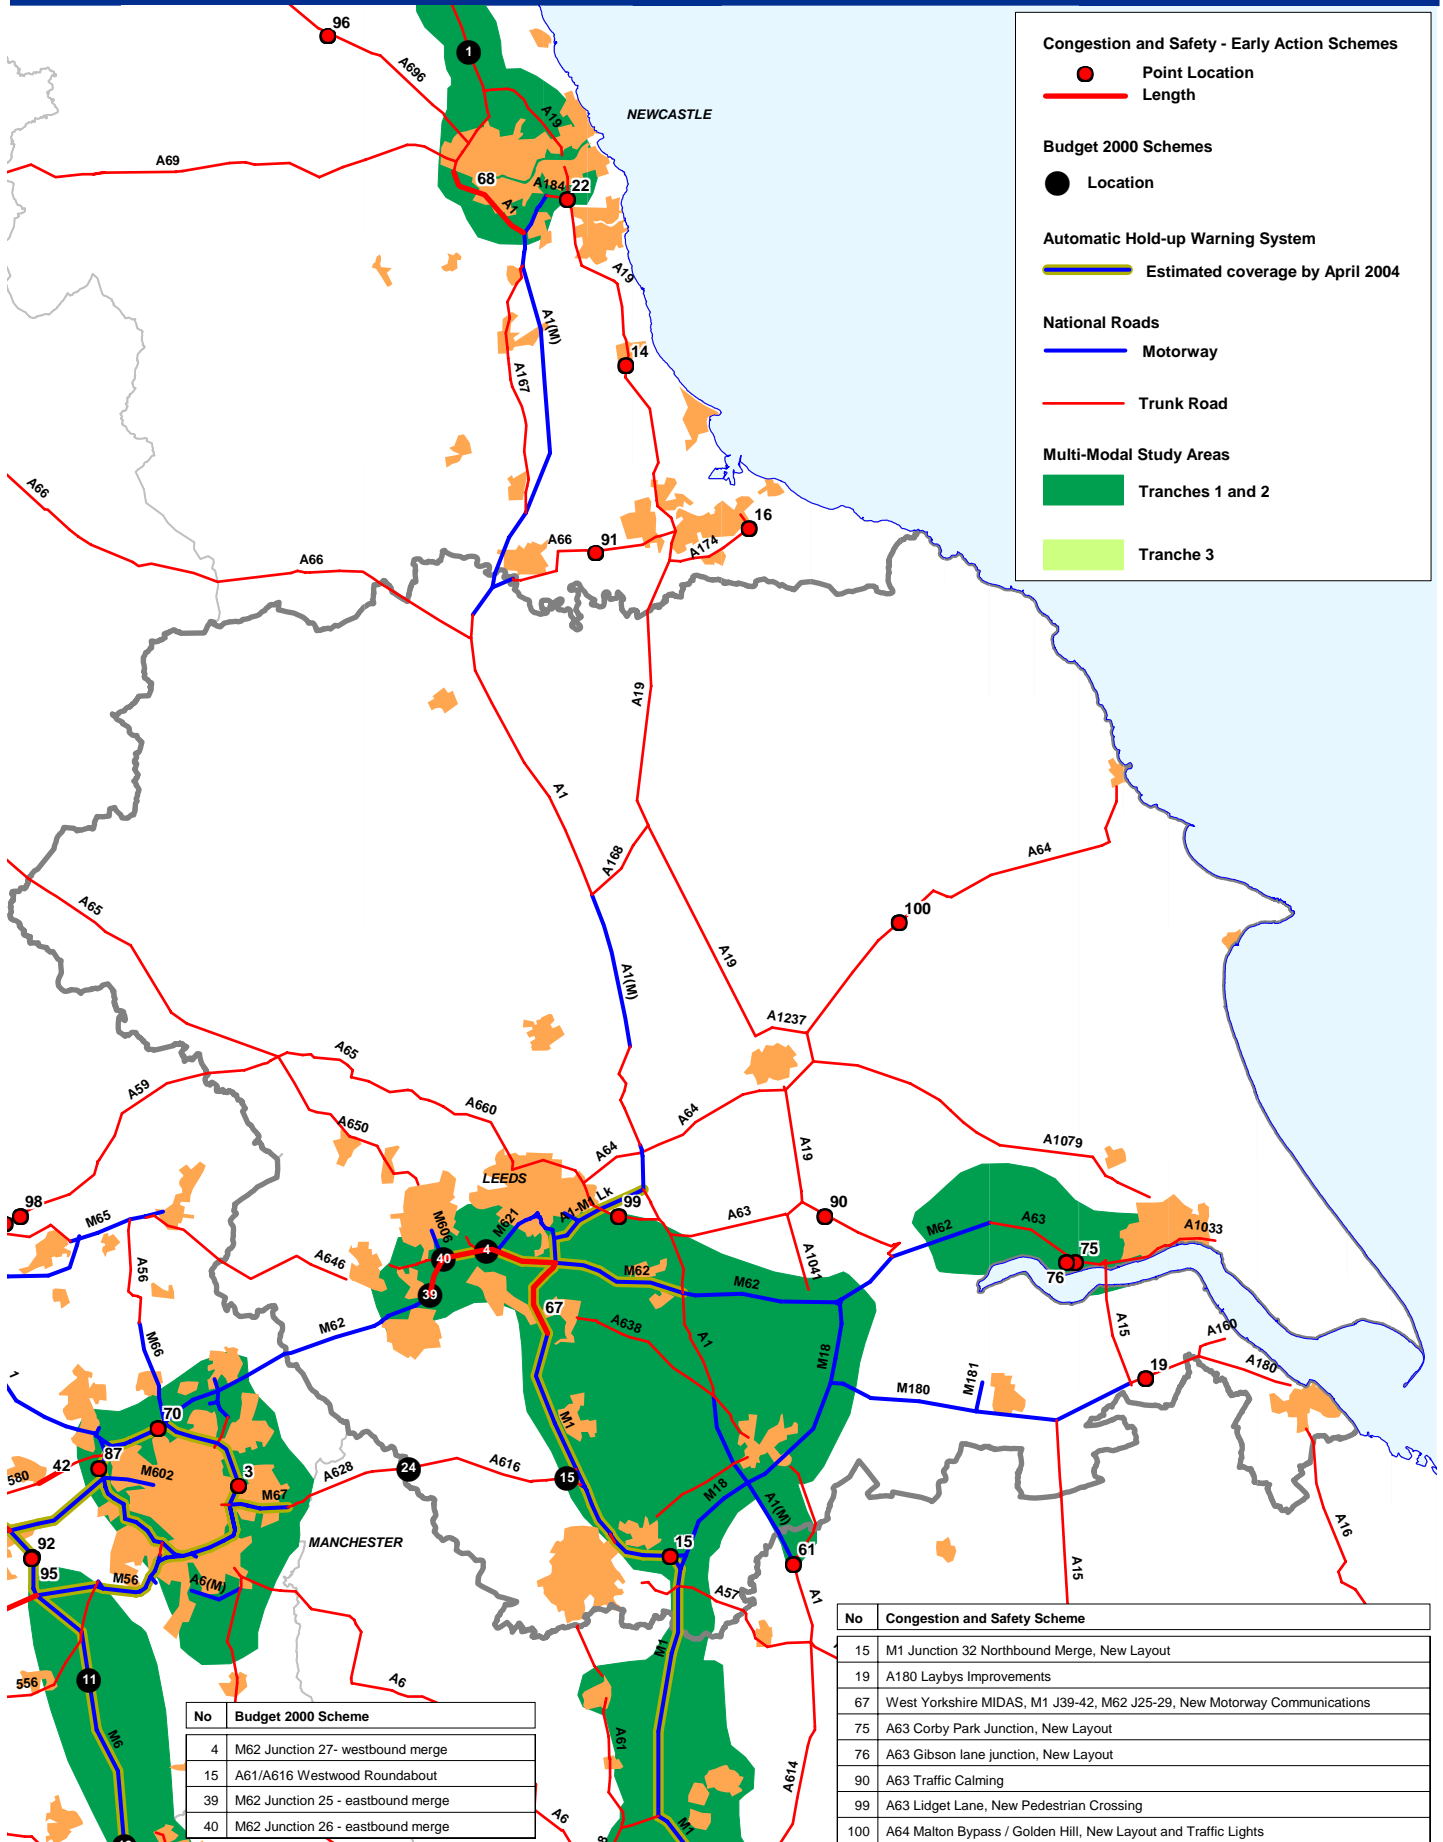 96
1
A696
A19
NEWCASTLE
A69
68
A184
22
A1
A19
A1(M)
14
A167
A66
16
91
A66
A174
A66
A19
A1
A168
A64
A65
100
A19
A1(M)
A1237
A65
A59
A660
A64
A650
A64
A19
A1079
LEEDS
98
A1-M1 Lk
99
90
M65
M606
M621
A63
M62
A63
A1033
4
75
A646
40
A1041
76
A56
M62
M62
39
67
M62
A638
A15
A160
M66
A1
M18
A180
1
M181
19
M180
70
M1
87
42
580
M602
3
A628
24
A616
15
M67
M18
A1(M)
A16
MANCHESTER
92
15
61
95
M56
A6(M)
A57
A1
A15
M1
556
11
A6
M6
A61
A614
A6
M1
8
Congestion and Safety - Early Action Schemes
Point Location
Length
Budget 2000 Schemes
Location
Automatic Hold-up Warning System
Estimated coverage by April 2004
National Roads
Motorway
Trunk Road
Multi-Modal Study Areas
Tranches 1 and 2
Tranche 3
No Budget 2000 Scheme
4 M62 Junction 27- westbound merge
15 A61/A616 Westwood Roundabout
39 M62 Junction 25 - eastbound merge
40 M62 Junction 26 - eastbound merge
No Congestion and Safety Scheme
15 M1 Junction 32 Northbound Merge, New Layout
19 A180 Laybys Improvements
67 West Yorkshire MIDAS, M1 J39-42, M62 J25-29, New Motorway Communications
75 A63 Corby Park Junction, New Layout
76 A63 Gibson lane junction, New Layout
90 A63 Traffic Calming
99 A63 Lidget Lane, New Pedestrian Crossing
100 A64 Malton Bypass / Golden Hill, New Layout and Traffic Lights